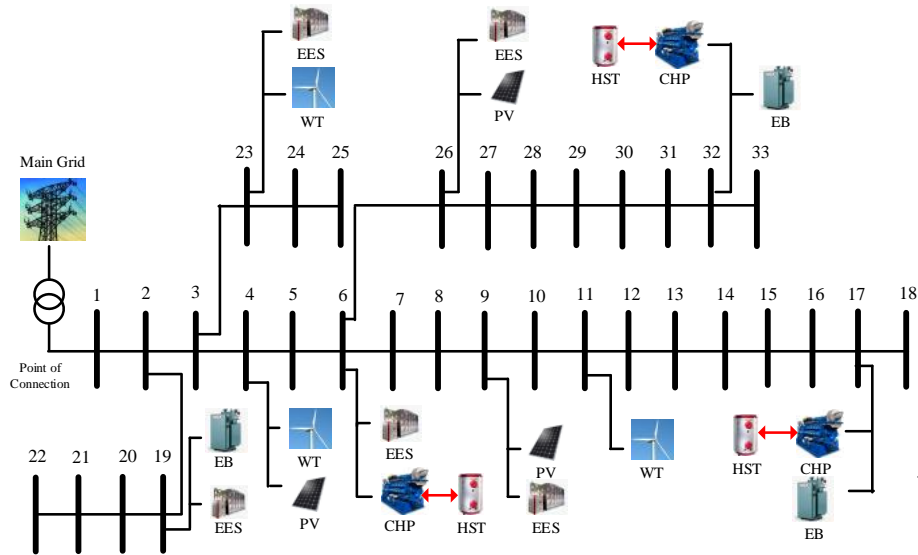 EES
EES
HST
CHP
WT
PV
EB
23
24
25
26
27
28
29
30
31
32
33
Main Grid
1
2
3
4
5
6
7
8
9
10
11
12
13
14
15
16
17
18
Point of
Connection
22
21
20
19
EB
WT
EES
PV
WT
HST
CHP
EES
PV
CHP
HST
EES
EB